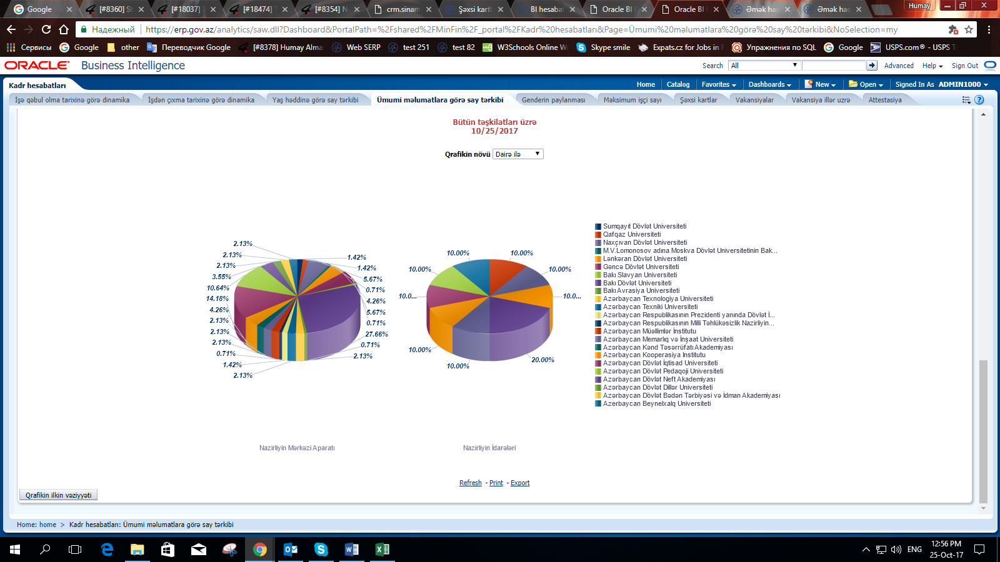 Google
[#8360] St
[#18037]
[#18474] T
[#8354] N
crm.sinam
Şəxsi kart
BI hesabat
Oracle BI
Oracle BI
Əmək haq
Əmək haq
Humay
Надежный
https://erp.gov.az/analytics/saw.dll?Dashboard&PortalPath=%2Fshared%2FMinFin%2F_portal%2FKadr%20hesabatları&Page=Ümumi%20məlumatlara%20görə%20say%20tərkibi&NoSelection=my
Сервисы
Google
other
Переводчик Google
[#8378] Humay Alma
Web SERP
test 251
test 82
W3Schools Online W
Skype smile
Expats.cz for Jobs in P
Упражнения по SQL
Google
USPS.com® - USPS T
ORACLE Business Intelligence
Search All Advanced Help Sign Out
Kadr hesabatları
Home Catalog Favorites Dashboards New Open Signed In As ADMIN1000
İşə qəbul olma tarixinə görə dinamika
İşdən çıxma tarixinə görə dinamika
Yaş həddinə görə say tərkibi
Ümumi məlumatlara görə say tərkibi
Genderin paylanması
Maksimum işçi sayı
Şəxsi kartlar
Vakansiyalar
Vakansiya illər uzrə
Attestasiya
Bütün təşkilatları üzrə
10/25/2017
Qrafikin növü Dairə ilə
2.13%
2.13%
2.13%
3.55%
10.64%
14.18%
4.26%
2.13%
2.13%
2.13%
0.71%
1.42%
2.13%
1.42%
1.42%
5.67%
0.71%
4.26%
5.67%
0.71%
27.66%
0.71%
2.13%
Nazirliyin Mərkəzi Aparatı
10.00%
10.00%
10.0...
10.00%
10.00%
10.00%
10.00%
10.0...
20.00%
Nazirliyin İdarələri
Sumqayıt Dövlət Universiteti
Qafqaz Universiteti
Naxçıvan Dövlət Universiteti
M.V.Lomonosov adına Moskva Dövlət Universitetinin Bak...
Lənkəran Dövlət Universiteti
Gəncə Dövlət Universiteti
Bakı Slavyan Universiteti
Bakı Dövlət Universiteti
Bakı Avrasiya Universiteti
Azərbaycan Texnologiya Universiteti
Azərbaycan Texniki Universiteti
Azərbaycan Respublikasının Prezidenti yanında Dövlət İ...
Azərbaycan Respublikasının Milli Təhlükəsizlik Nazirliyin...
Azərbaycan Müəllimlər İnstitutu
Azərbaycan Memarlıq və İnşaat Universiteti
Azərbaycan Kənd Təsərrüfatı Akademiyası
Azərbaycan Kooperasiya Institutu
Azərbaycan Dövlət İqtisad Universiteti
Azərbaycan Dövlət Pedaqoji Universiteti
Azərbaycan Dövlət Neft Akademiyası
Azərbaycan Dövlət Dillər Universiteti
Azərbaycan Dövlət Bədən Tərbiyəsi və İdman Akademiyası
Azerbaycan Beynelxalq Universiteti
Refresh - Print - Export
Qrafikin ilkin vəziyyəti
Home: home > Kadr hesabatları: Ümumi məlumatlara görə say tərkibi
ENG
12:56 PM
25-Oct-17